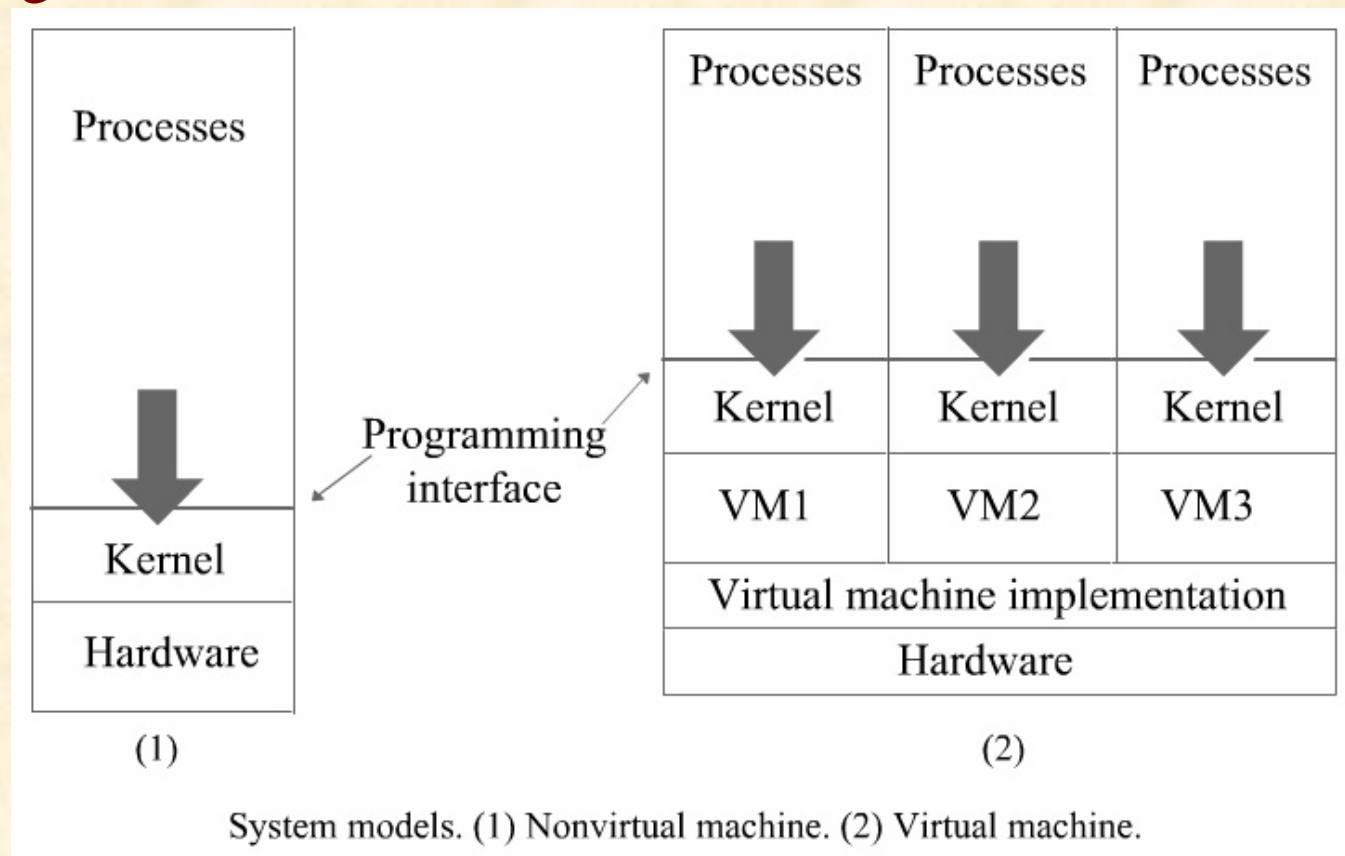 Processes
Kernel
Hardware
(1)
Programming
interface
Processes Processes Processes
Kernel Kernel Kernel
VM1 VM2 VM3
Virtual machine implementation
Hardware
(2)
System models. (1) Nonvirtual machine. (2) Virtual machine.